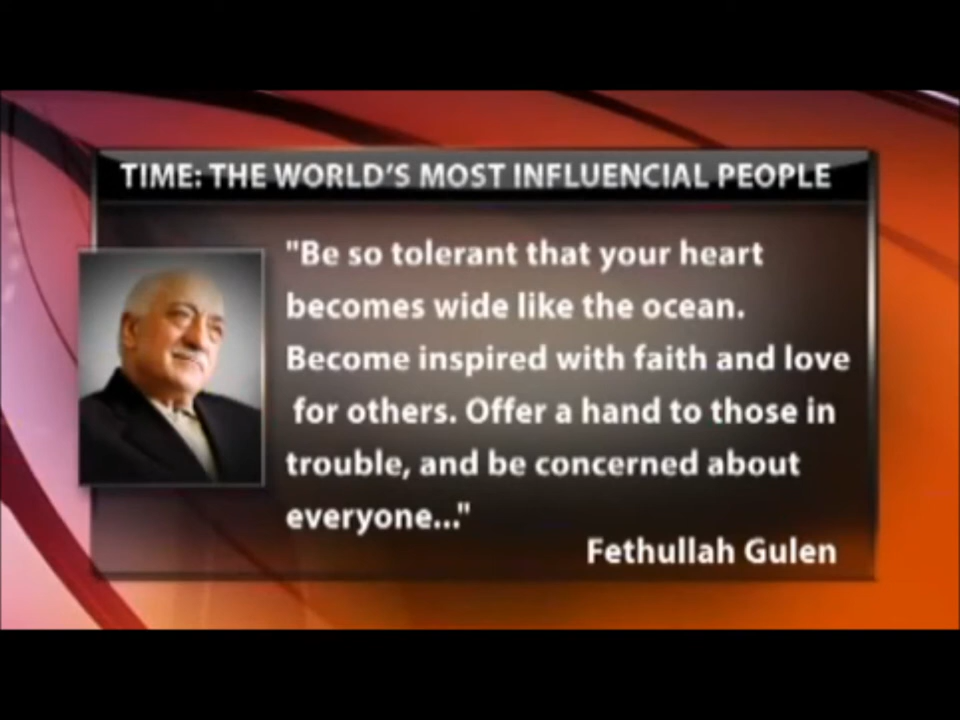 TIME: THE WORLD'S MOST INFLUENCIAL PEOPLE
"Be so tolerant that your heart
becomes wide like the ocean.
Become inspired with faith and love
for others. Offer a hand to those in
trouble, and be concerned about
everyone..."
Fethullah Gulen